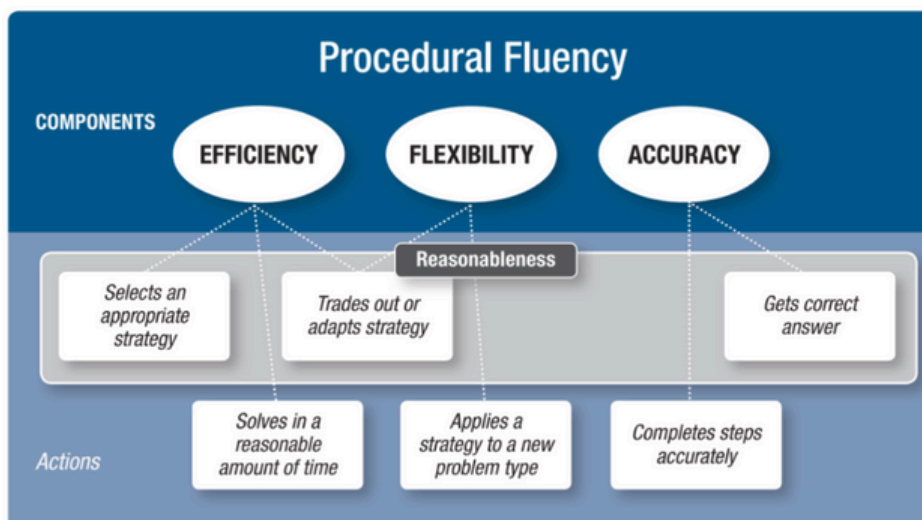 Procedural Fluency
COMPONENTS
EFFICIENCY
FLEXIBILITY
ACCURACY
Reasonableness
Selects an
appropriate
strategy
Trades out or
adapts strategy
Gets correct
answer
Actions
Solves in a
reasonable
amount of time
Applies a
strategy to a new
problem type
Completes steps
accurately